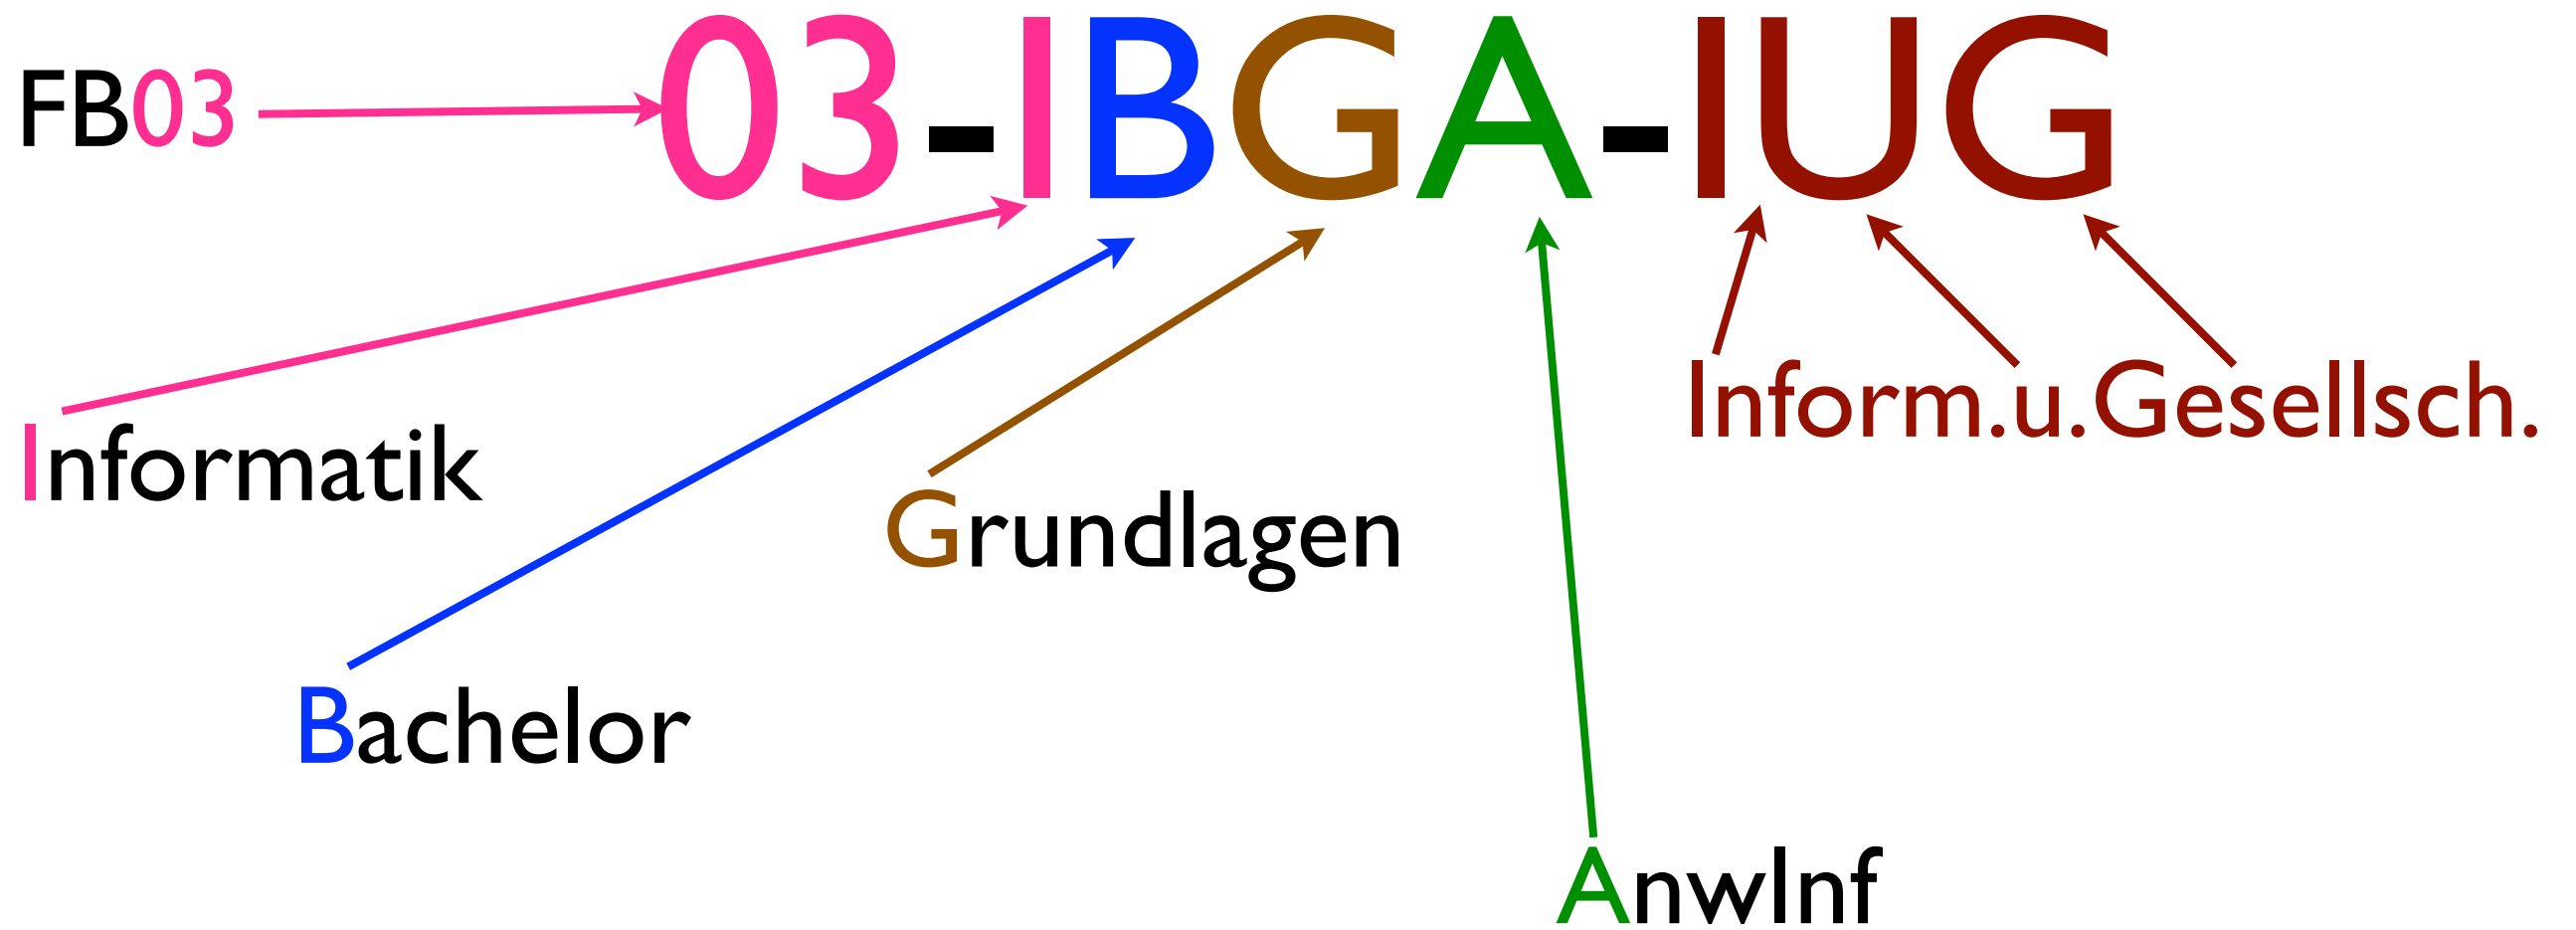 03-IBGA-IUG
FB03
Inform.u.Gesellsch.
Informatik
Grundlagen
Bachelor
AnwInf